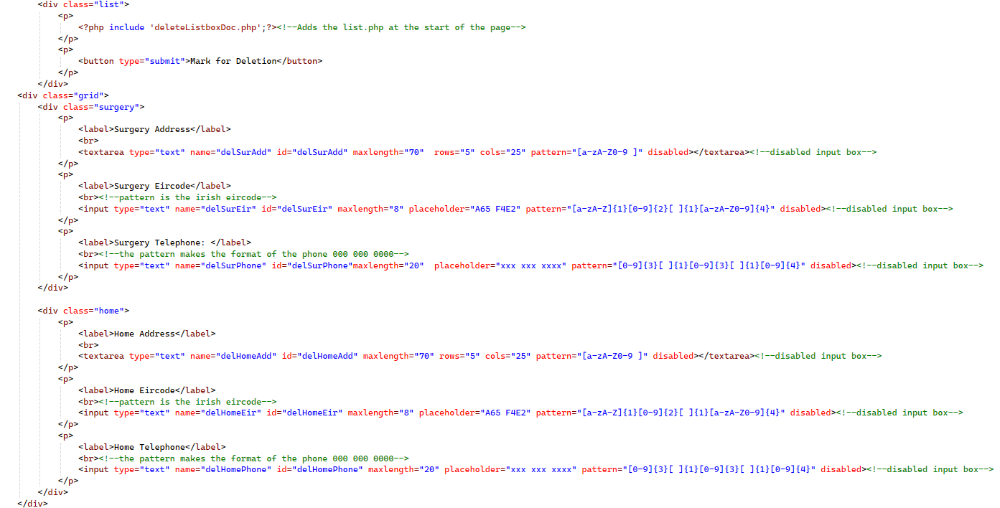 <div class="list">
<p>
<?php include 'deleteListboxDoc.php';?><!--Adds the list.php at the start of the page-->
</p>
<p>
<button type="submit">Mark for Deletion</button>
</p>
</div>
<div class="grid">
<div class="surgery">
<p>
<label>Surgery Address</label>
<br>
<textarea type="text" name="delSurAdd" id="delSurAdd" maxlength="70"  rows="5" cols="25" pattern="[a-zA-Z0-9 ]" disabled></textarea><!--disabled input box-->
</p>
<p>
<label>Surgery Eircode</label>
<br><!--pattern is the irish eircode-->
<input type="text" name="delSurEir" id="delSurEir" maxlength="8" placeholder="A65 F4E2" pattern="[a-zA-Z]{1}[0-9]{2}[ ]{1}[a-zA-Z0-9]{4}" disabled><!--disabled input box-->
</p>
<p>
<label>Surgery Telephone: </label>
<br><!--the pattern makes the format of the phone 000 000 0000-->
<input type="text" name="delSurPhone" id="delSurPhone"maxlength="20"  placeholder="xxx xxx xxxx" pattern="[0-9]{3}[ ]{1}[0-9]{3}[ ]{1}[0-9]{4}" disabled><!--disabled input box-->
</p>
</div>
<div class="home">
<p>
<label>Home Address</label>
<br>
<textarea type="text" name="delHomeAdd" id="delHomeAdd" maxlength="70" rows="5" cols="25" pattern="[a-zA-Z0-9 ]" disabled></textarea><!--disabled input box-->
</p>
<p>
<label>Home Eircode</label>
<br><!--pattern is the irish eircode-->
<input type="text" name="delHomeEir" id="delHomeEir" maxlength="8" placeholder="A65 F4E2" pattern="[a-zA-Z]{1}[0-9]{2}[ ]{1}[a-zA-Z0-9]{4}" disabled><!--disabled input box-->
</p>
<p>
<label>Home Telephone</label>
<br><!--the pattern makes the format of the phone 000 000 0000-->
<input type="text" name="delHomePhone" id="delHomePhone" maxlength="20" placeholder="xxx xxx xxxx" pattern="[0-9]{3}[ ]{1}[0-9]{3}[ ]{1}[0-9]{4}" disabled><!--disabled input box-->
</p>
</div>
</div>